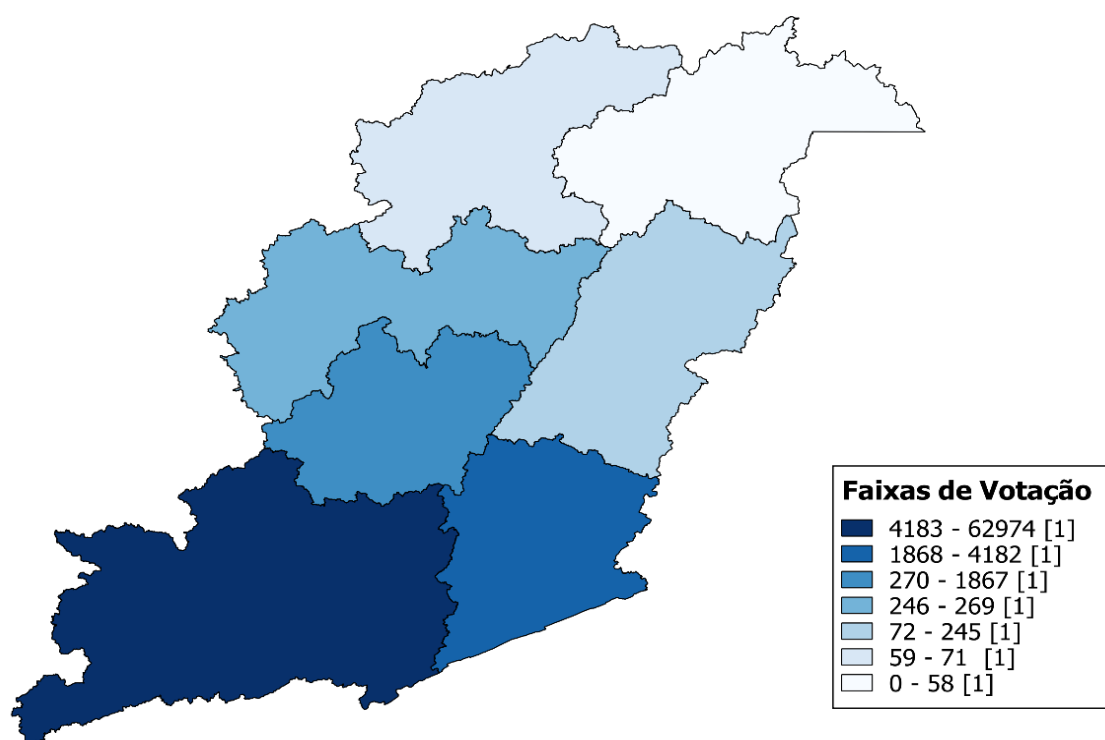 Faixas de Votação
4183 - 62974 [1]
1868 - 4182 [1]
270 - 1867 [1]
246 - 269 [1]
72 - 245 [1]
59 - 71 [1]
0 - 58 [1]